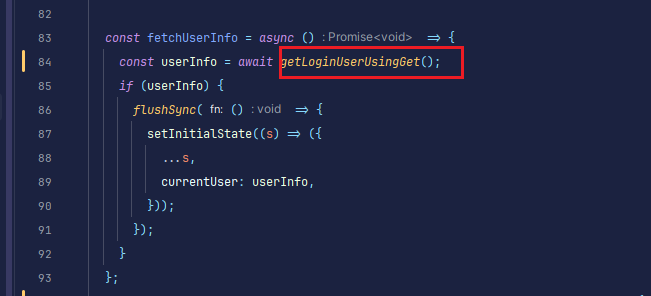 82
83 const fetchUserInfo = async () : Promise<void> => {
84 const userInfo = await getLoginUserUsingGet();
85 if (userInfo) {
86 flushSync( fn: () : void => {
87 setInitialState((s) => ({
88 ...s,
89 currentUser: userInfo,
90 }));
91 });
92 }
93 };